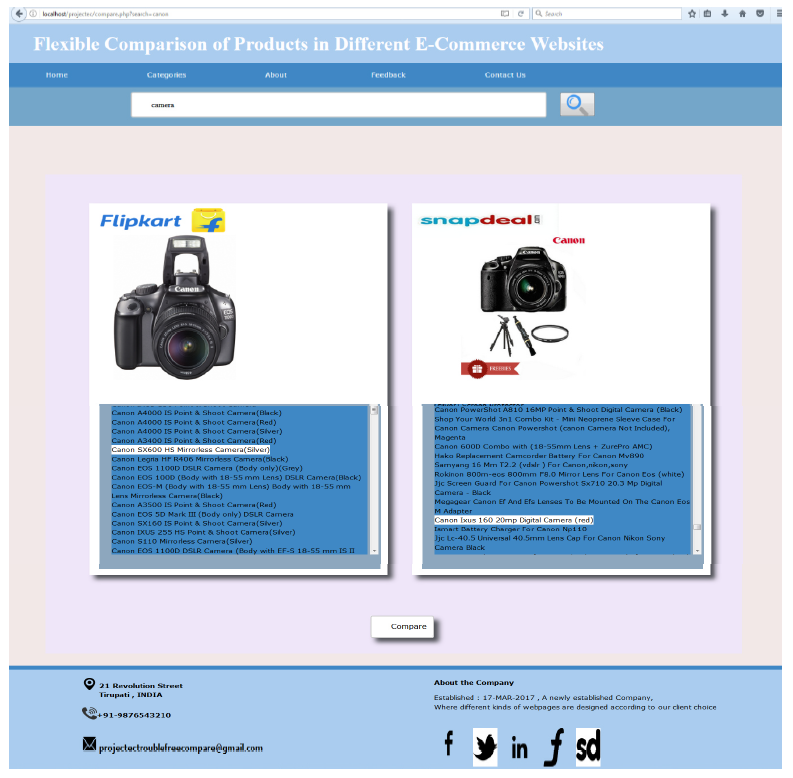 localhost/projectec/compare.php?search=canon
Search
Flexible Comparison of Products in Different E-Commerce Websites
Home Categories About Feedback Contact Us
camera
Flipkart
Canon
Canon A4000 IS Point & Shoot Camera(Black)
Canon A4000 IS Point & Shoot Camera(Red)
Canon A4000 IS Point & Shoot Camera(Silver)
Canon A3400 IS Point & Shoot Camera(Red)
Canon SX600 HS Mirrorless Camera(Silver)
Canon Legria HF R406 Mirrorless Camera(Black)
Canon EOS 1100D DSLR Camera (Body only)(Grey)
Canon EOS 100D (Body with 18-55 mm Lens) DSLR Camera(Black)
Canon EOS-M (Body with 18-55 mm Lens) Body with 18-55 mm
Lens Mirrorless Camera(Black)
Canon A3500 IS Point & Shoot Camera(Red)
Canon EOS 5D Mark III (Body only) DSLR Camera
Canon SX160 IS Point & Shoot Camera(Silver)
Canon IXUS 255 HS Point & Shoot Camera(Silver)
Canon S110 Mirrorless Camera(Silver)
Canon EOS 1100D DSLR Camera (Body with EF-S 18-55 mm IS II
snapdeal
.com
Canon
Canon
FREEBIES
Canon PowerShot A810 16MP Point & Shoot Digital Camera (Black)
Shop Your World 3n1 Combo Kit - Mini Neoprene Sleeve Case For
Canon Camera Canon Powershot (canon Camera Not Included),
Magenta
Canon 600D Combo with (18-55mm Lens + ZurePro AMC)
Hako Replacement Camcorder Battery For Canon Mv890
Samyang 16 Mm T2.2 (vdslr ) For Canon,nikon,sony
Rokinon 800m-eos 800mm F8.0 Mirror Lens For Canon Eos (white)
Jjc Screen Guard For Canon Powershot Sx710 20.3 Mp Digital
Camera - Black
Megagear Canon Ef And Efs Lenses To Be Mounted On The Canon Eos
M Adapter
Canon Ixus 160 20mp Digital Camera (red)
Ismart Battery Charger For Canon Np110
Jjc Lc-40.5 Universal 40.5mm Lens Cap For Canon Nikon Sony
Camera Black
Compare
21 Revolution Street
Tirupati , INDIA
+91-9876543210
projectectroublefreecompare@gmail.com
About the Company
Established : 17-MAR-2017 , A newly established Company,
Where different kinds of webpages are designed according to our client choice
f in f sd